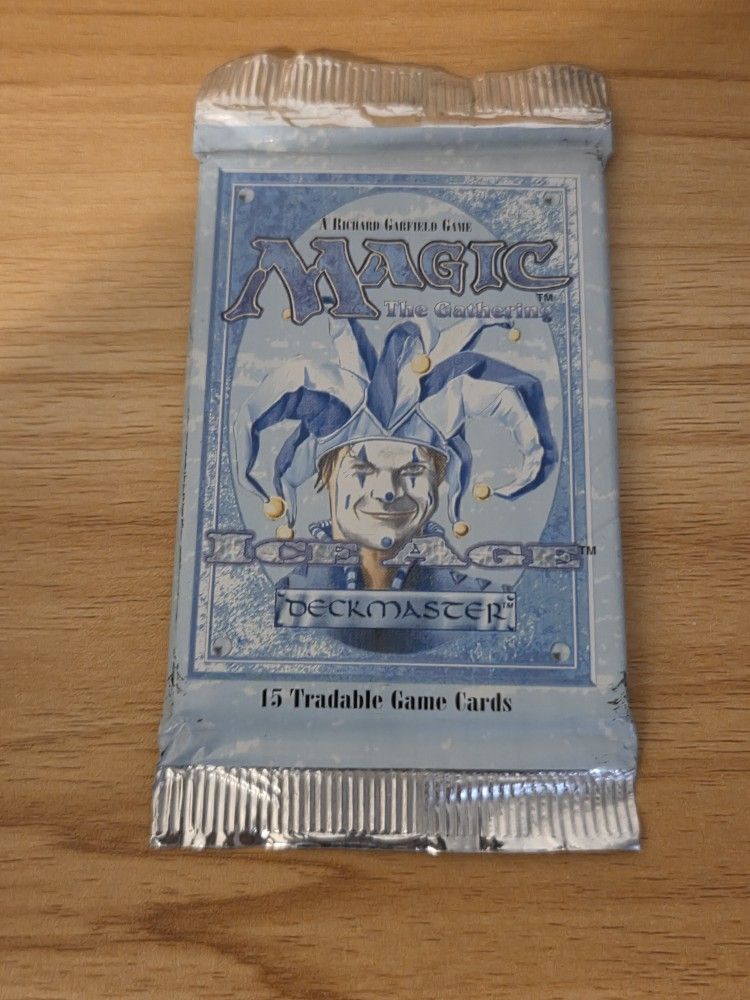 A Richard Garfield Game
Magic
TM
The Gathering
Ice Age TM
Deckmaster TM
15 Tradable Game Cards